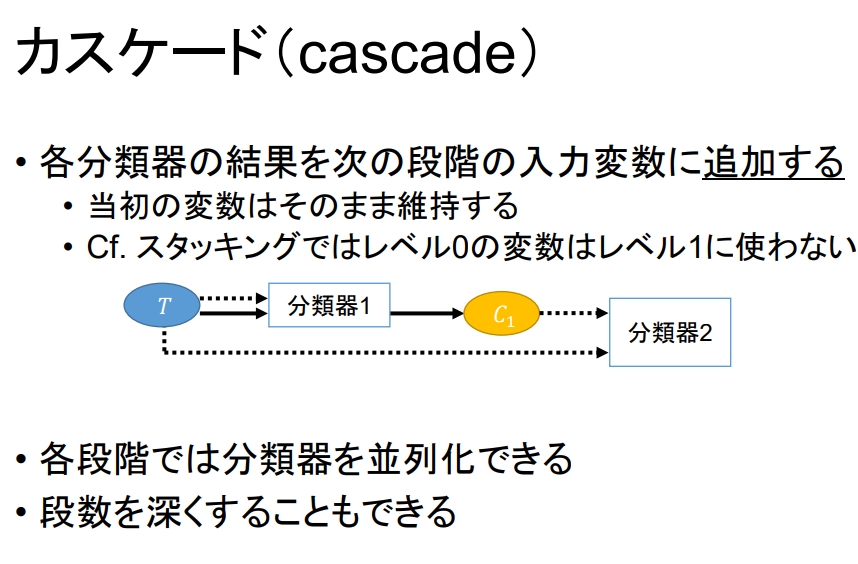 カスケード（cascade）
• 各分類器の結果を次の段階の入力変数に追加する
• 当初の変数はそのまま維持する
• Cf. スタッキングではレベル0の変数はレベル1に使わない
T
分類器1
C₁
分類器2
• 各段階では分類器を並列化できる
• 段数を深くすることもできる